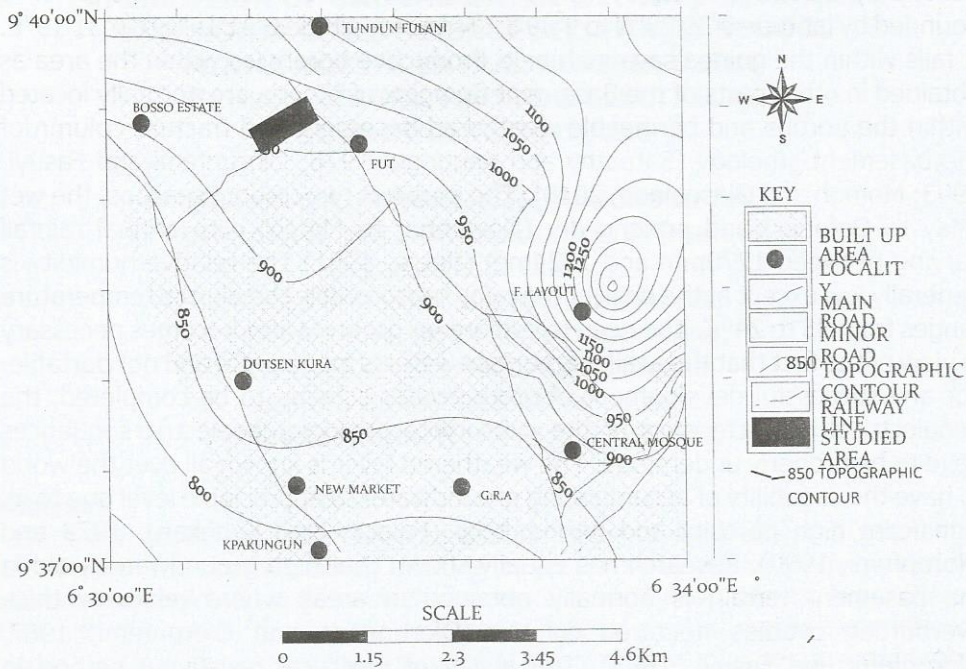 9° 40' 00"N
TUNDUN FULANI
BOSSO ESTATE
FUT
1100
1050
1000
950
900
900
850
1200
1250
F. LAYOUT
1150
1100
1050
1000
950
900
850
DUTSEN KURA
850
CENTRAL MOSQUE
800
NEW MARKET
G.R.A
KPAKUNGUN
9° 37' 00"N
6° 30' 00"E
6° 34' 00"E
N
W E
S
KEY
BUILT UP
AREA
LOCALIT
Y
MAIN
ROAD
MINOR
ROAD
850 TOPOGRAPHIC
CONTOUR
RAILWAY
LINE
STUDIED
AREA
850 TOPOGRAPHIC
CONTOUR
SCALE
0 1.15 2·3 3·45 4.6Km